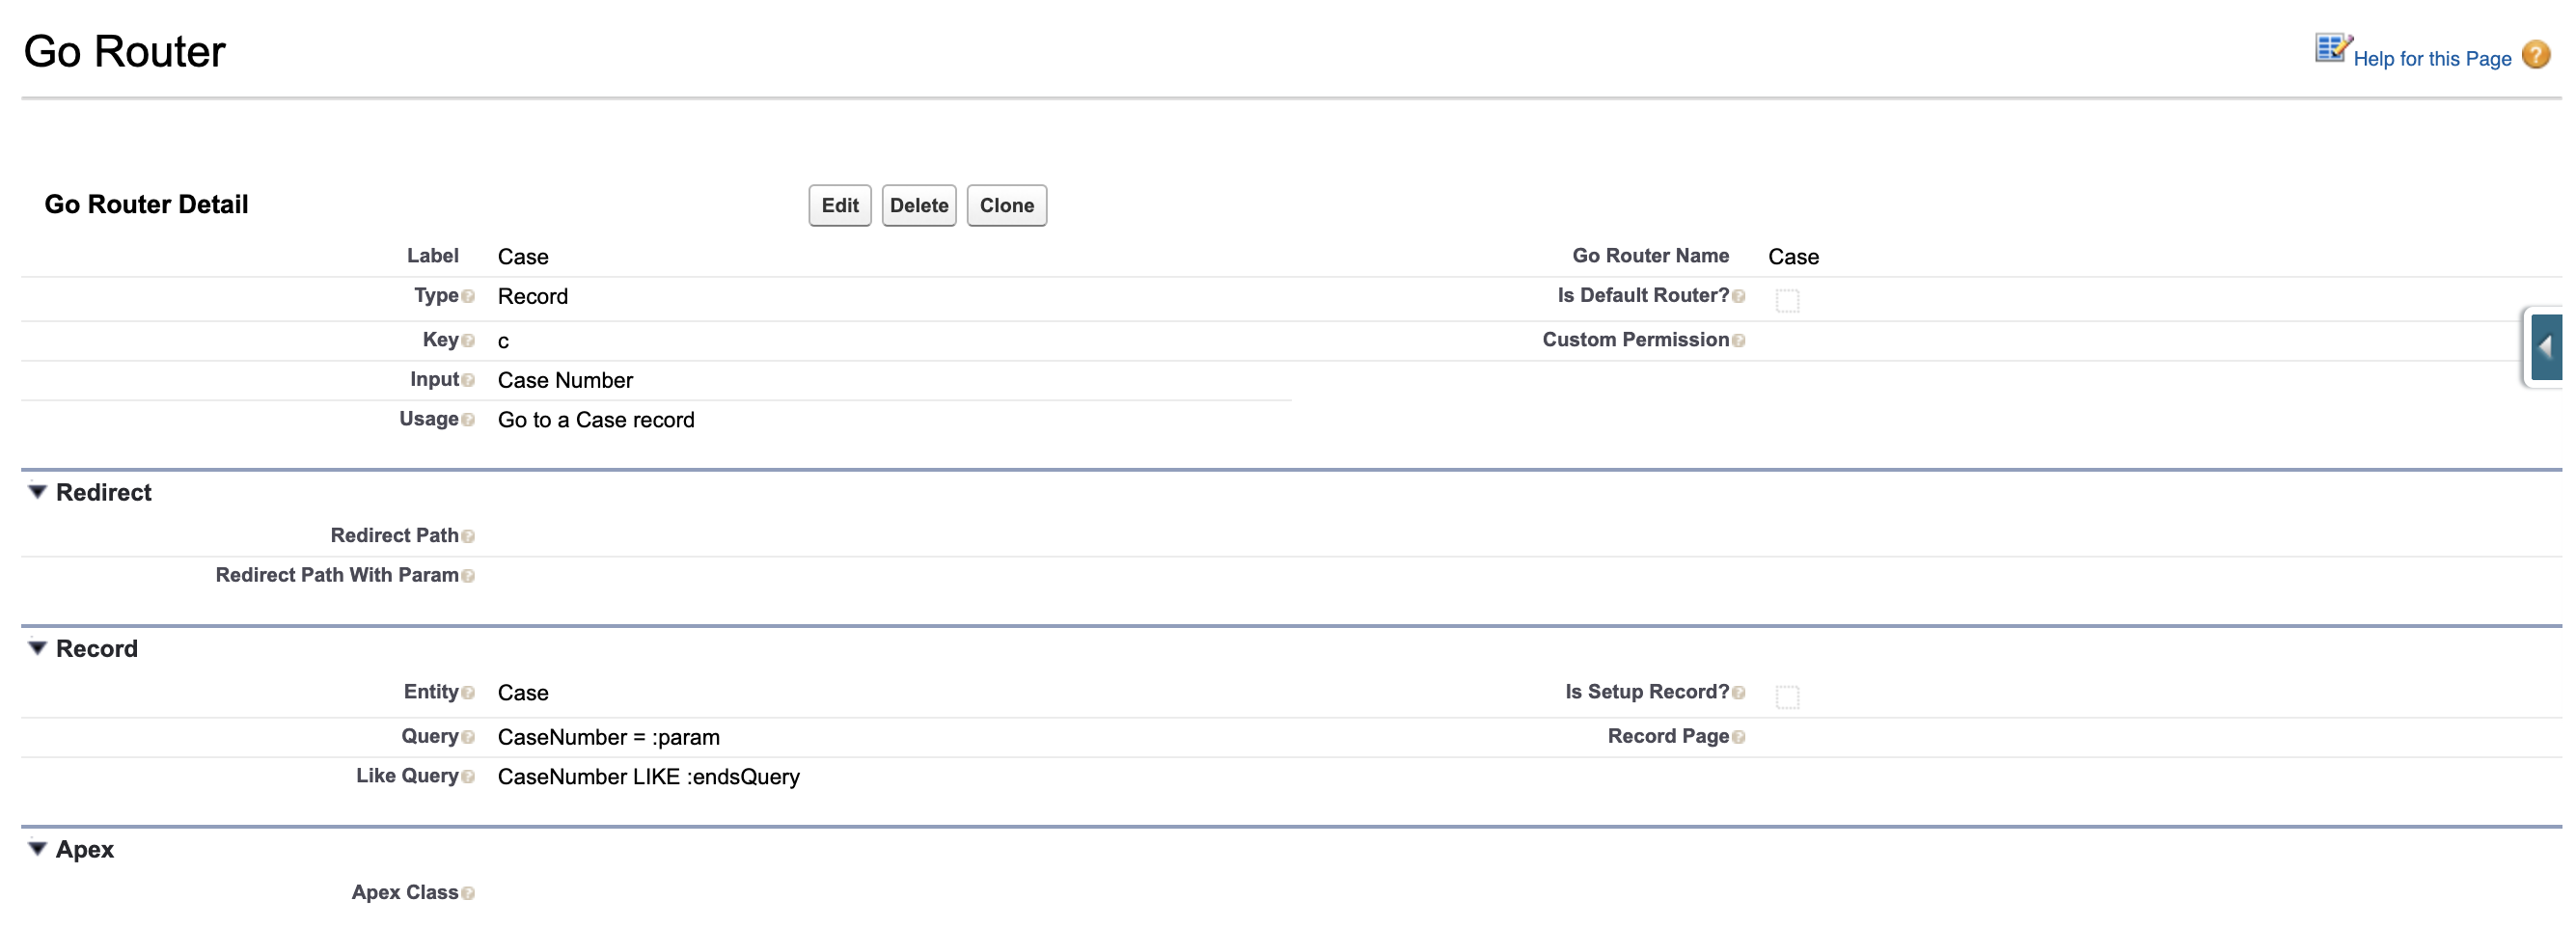 Go Router
Help for this Page
Go Router Detail
Edit Delete Clone
Label Case
Go Router Name Case
Type Record
Is Default Router?
Key c
Custom Permission
Input Case Number
Usage Go to a Case record
Redirect
Redirect Path
Redirect Path With Param
Record
Entity Case
Is Setup Record?
Query CaseNumber = :param
Record Page
Like Query CaseNumber LIKE :endsQuery
Apex
Apex Class